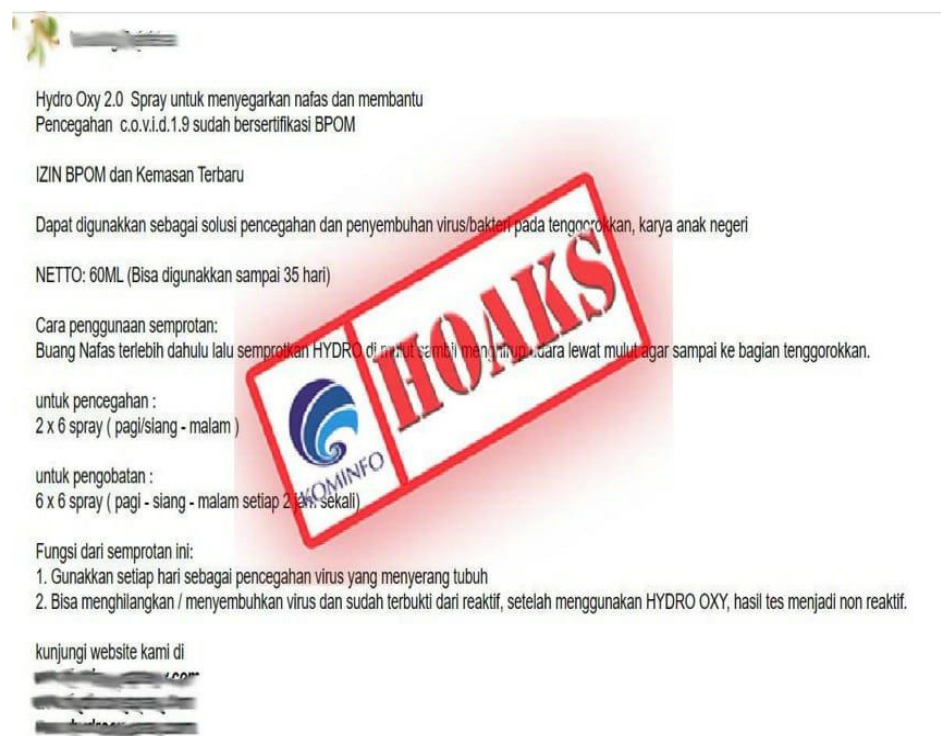 Hydro Oxy 2.0 Spray untuk menyegarkan nafas dan membantu
Pencegahan c.o.v.i.d.1.9 sudah bersertifikasi BPOM
IZIN BPOM dan Kemasan Terbaru
Dapat digunakkan sebagai solusi pencegahan dan penyembuhan virus/bakteri pada tenggorokkan, karya anak negeri
NETTO: 60ML (Bisa digunakkan sampai 35 hari)
Cara penggunaan semprotan:
Buang Nafas terlebih dahulu lalu semprotkan HYDRO di mulut sambil menghirup udara lewat mulut agar sampai ke bagian tenggorokkan.
untuk pencegahan :
2 x 6 spray ( pagi/siang - malam )
untuk pengobatan :
6 x 6 spray ( pagi - siang - malam setiap 2 jam sekali)
Fungsi dari semprotan ini:
1. Gunakkan setiap hari sebagai pencegahan virus yang menyerang tubuh
2. Bisa menghilangkan / menyembuhkan virus dan sudah terbukti dari reaktif, setelah menggunakan HYDRO OXY, hasil tes menjadi non reaktif.
kunjungi website kami di
.com
KOMINFO
HOAKS